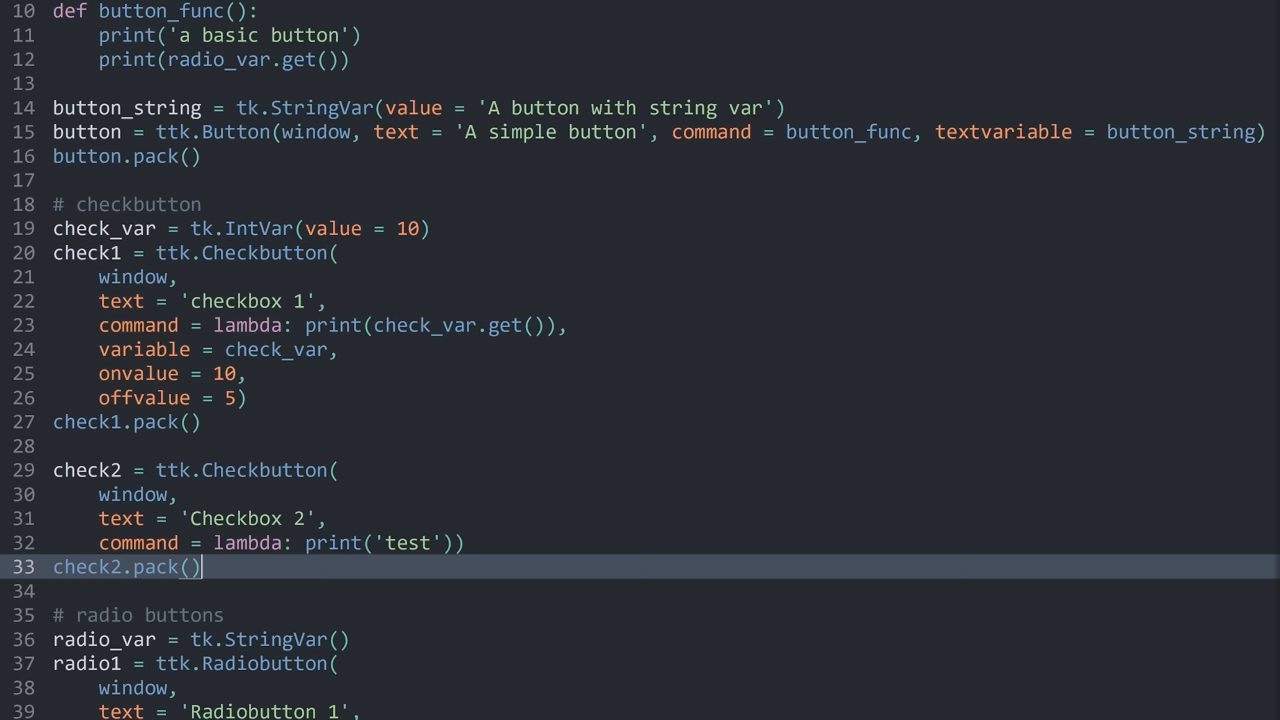 10 def button_func():
11     print('a basic button')
12     print(radio_var.get())
13
14 button_string = tk.StringVar(value = 'A button with string var')
15 button = ttk.Button(window, text = 'A simple button', command = button_func, textvariable = button_string)
16 button.pack()
17
18 # checkbutton
19 check_var = tk.IntVar(value = 10)
20 check1 = ttk.Checkbutton(
21     window,
22     text = 'checkbox 1',
23     command = lambda: print(check_var.get()),
24     variable = check_var,
25     onvalue = 10,
26     offvalue = 5)
27 check1.pack()
28
29 check2 = ttk.Checkbutton(
30     window,
31     text = 'Checkbox 2',
32     command = lambda: print('test'))
33 check2.pack()
34
35 # radio buttons
36 radio_var = tk.StringVar()
37 radio1 = ttk.Radiobutton(
38     window,
39     text = 'Radiobutton 1',